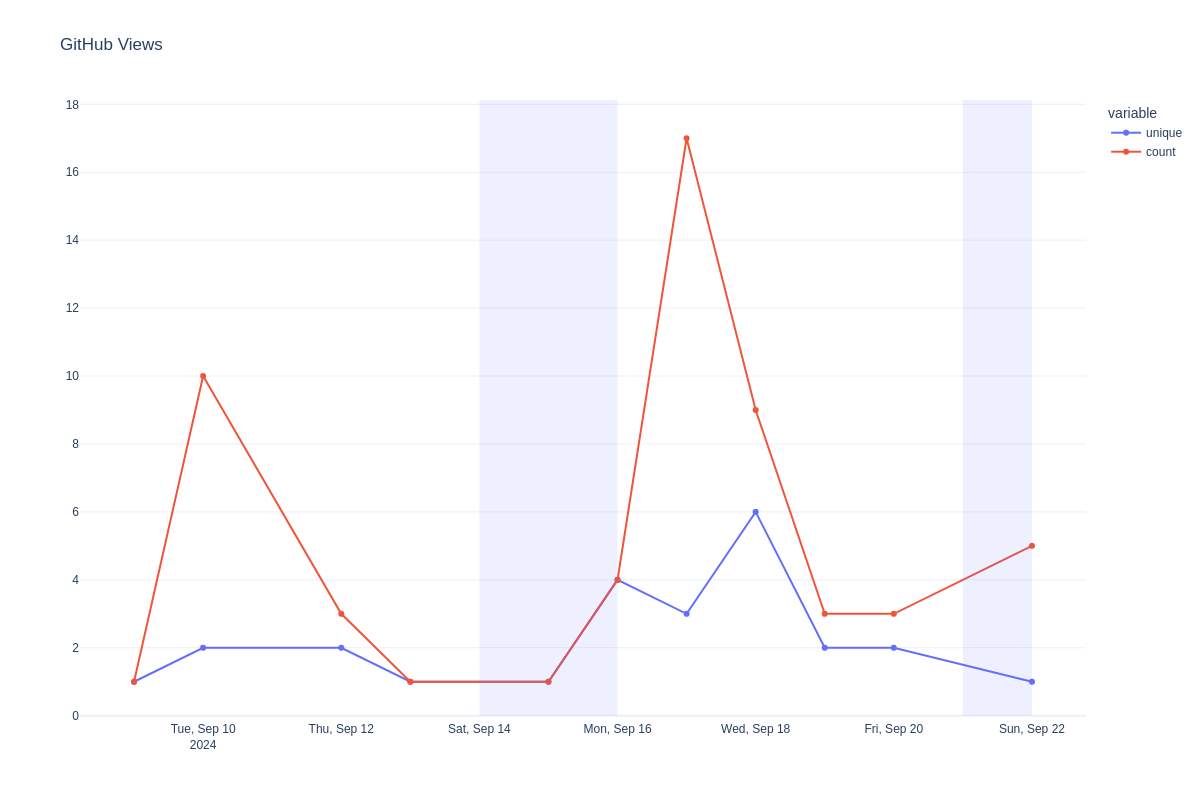 GitHub Views
18
16
14
12
10
8
6
4
2
0
Tue, Sep 10
2024
Thu, Sep 12
Sat, Sep 14
Mon, Sep 16
Wed, Sep 18
Fri, Sep 20
Sun, Sep 22
variable
unique
count